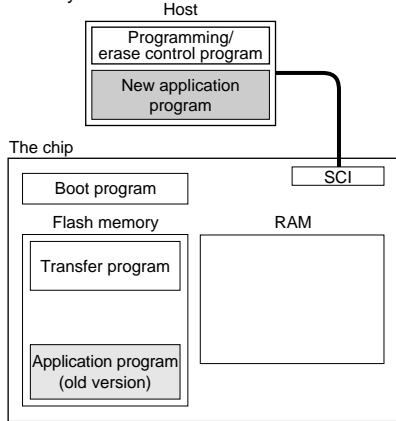 Host
Programming/
erase control program
New application
program
The chip
SCI
Boot program
Flash memory
RAM
Transfer program
Application program
(old version)